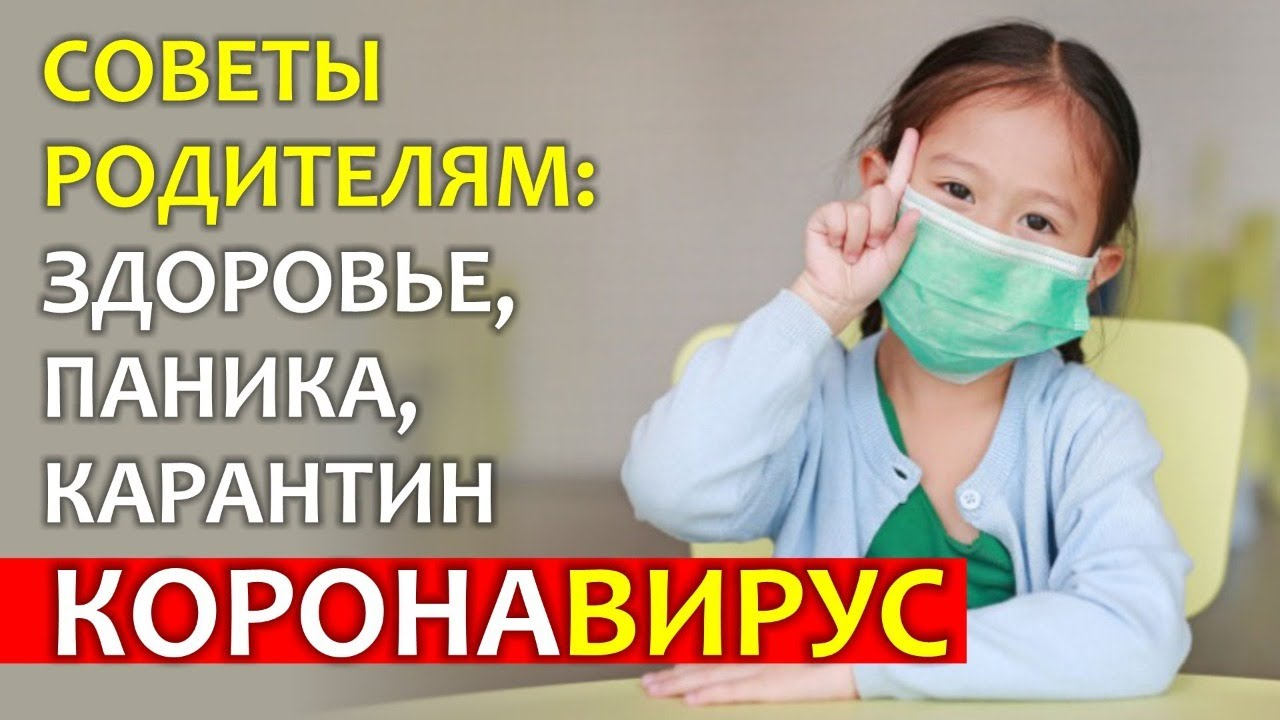 СОВЕТЫ
РОДИТЕЛЯМ:
ЗДОРОВЬЕ,
ПАНИКА,
КАРАНТИН
КОРОНАВИРУС